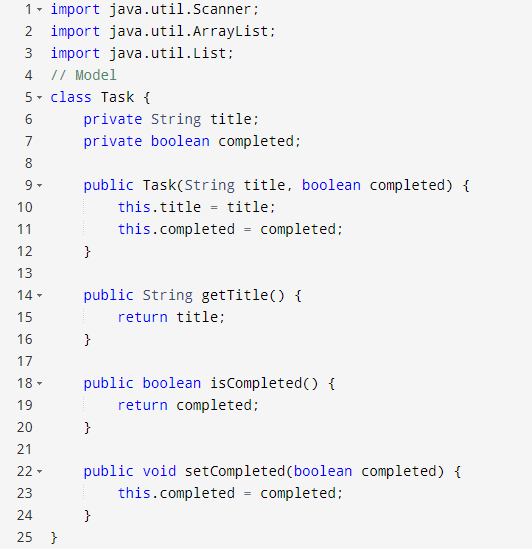 1 import java.util.Scanner;
2 import java.util.ArrayList;
3 import java.util.List;
4 // Model
5 class Task {
6     private String title;
7     private boolean completed;
8
9     public Task(String title, boolean completed) {
10         this.title = title;
11         this.completed = completed;
12     }
13
14     public String getTitle() {
15         return title;
16     }
17
18     public boolean isCompleted() {
19         return completed;
20     }
21
22     public void setCompleted(boolean completed) {
23         this.completed = completed;
24     }
25 }